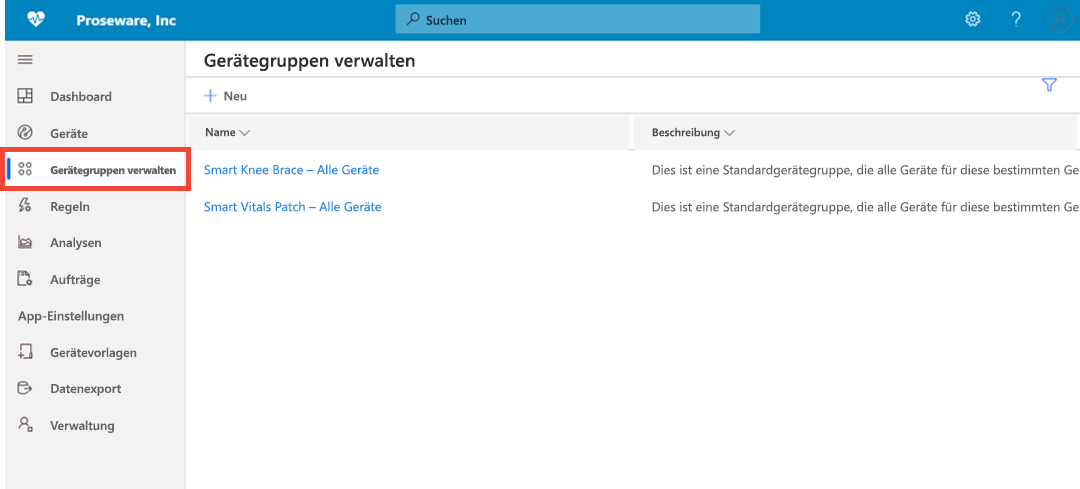 Proseware, Inc
Suchen
?
Gerätegruppen verwalten
Neu
Name
Beschreibung
Dashboard
Geräte
Gerätegruppen verwalten
Regeln
Analysen
Aufträge
App-Einstellungen
Gerätevorlagen
Datenexport
Verwaltung
Smart Knee Brace – Alle Geräte
Dies ist eine Standardgerätegruppe, die alle Geräte für diese bestimmten Ge
Smart Vitals Patch – Alle Geräte
Dies ist eine Standardgerätegruppe, die alle Geräte für diese bestimmten Ge